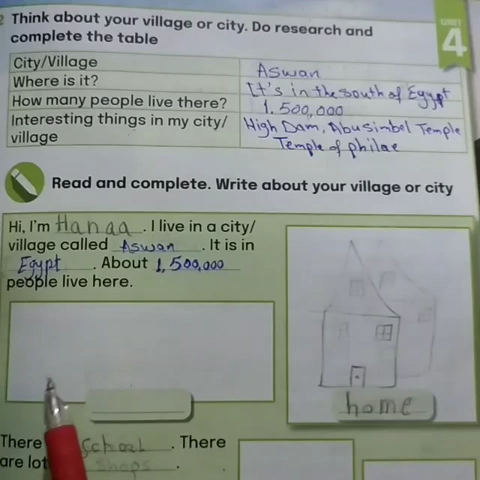 2 Think about your village or city. Do research and
complete the table
UNIT
4
City/Village Aswan
Where is it? It's in the south of Egypt
How many people live there? 1.500,000
Interesting things in my city/ High Dam, Abusimbel Temple
village Temple of philae
Read and complete. Write about your village or city
Hi, I'm Hanaa. I live in a city/
village called Aswan. It is in
Egypt. About 1,500,000
people live here.
home
There school. There
are lot shops.